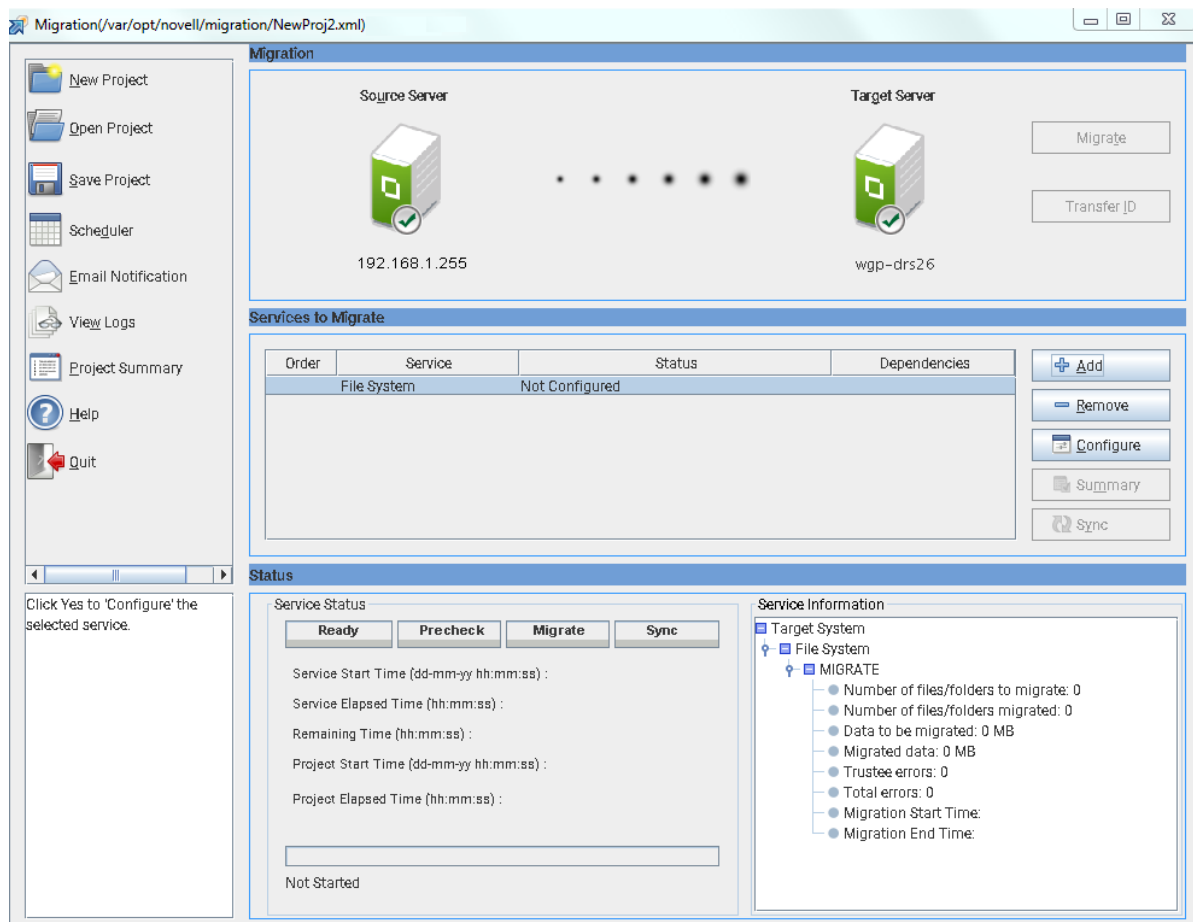 Migration(/var/opt/novell/migration/NewProj2.xml)
New Project
Open Project
Save Project
Scheduler
Email Notification
View Logs
Project Summary
Help
Quit
Click Yes to 'Configure' the
selected service.
Migration
Source Server
Target Server
192.168.1.255
wgp-drs26
Migrate
Transfer ID
Services to Migrate
Order Service Status Dependencies
File System Not Configured
Add
Remove
Configure
Summary
Sync
Status
Service Status
Ready Precheck Migrate Sync
Service Start Time (dd-mm-yy hh:mm:ss) :
Service Elapsed Time (hh:mm:ss) :
Remaining Time (hh:mm:ss) :
Project Start Time (dd-mm-yy hh:mm:ss) :
Project Elapsed Time (hh:mm:ss) :
Not Started
Service Information
Target System
File System
MIGRATE
Number of files/folders to migrate: 0
Number of files/folders migrated: 0
Data to be migrated: 0 MB
Migrated data: 0 MB
Trustee errors: 0
Total errors: 0
Migration Start Time:
Migration End Time: